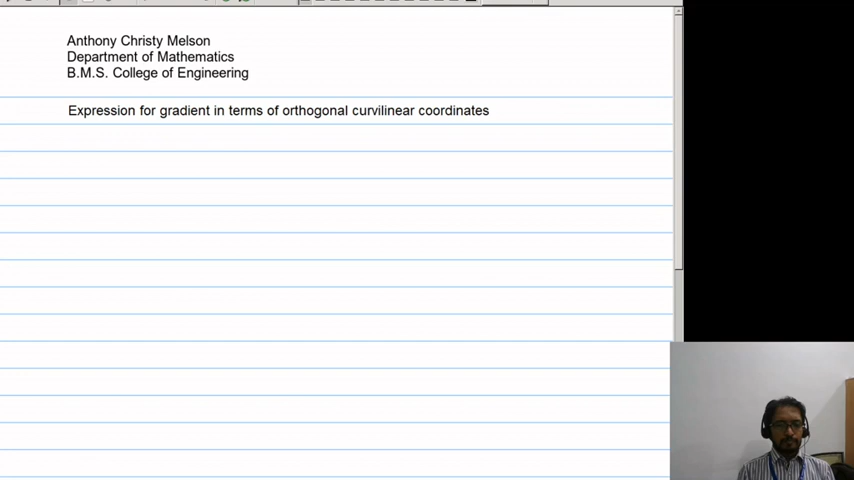 Anthony Christy Melson
Department of Mathematics
B.M.S. College of Engineering
Expression for gradient in terms of orthogonal curvilinear coordinates